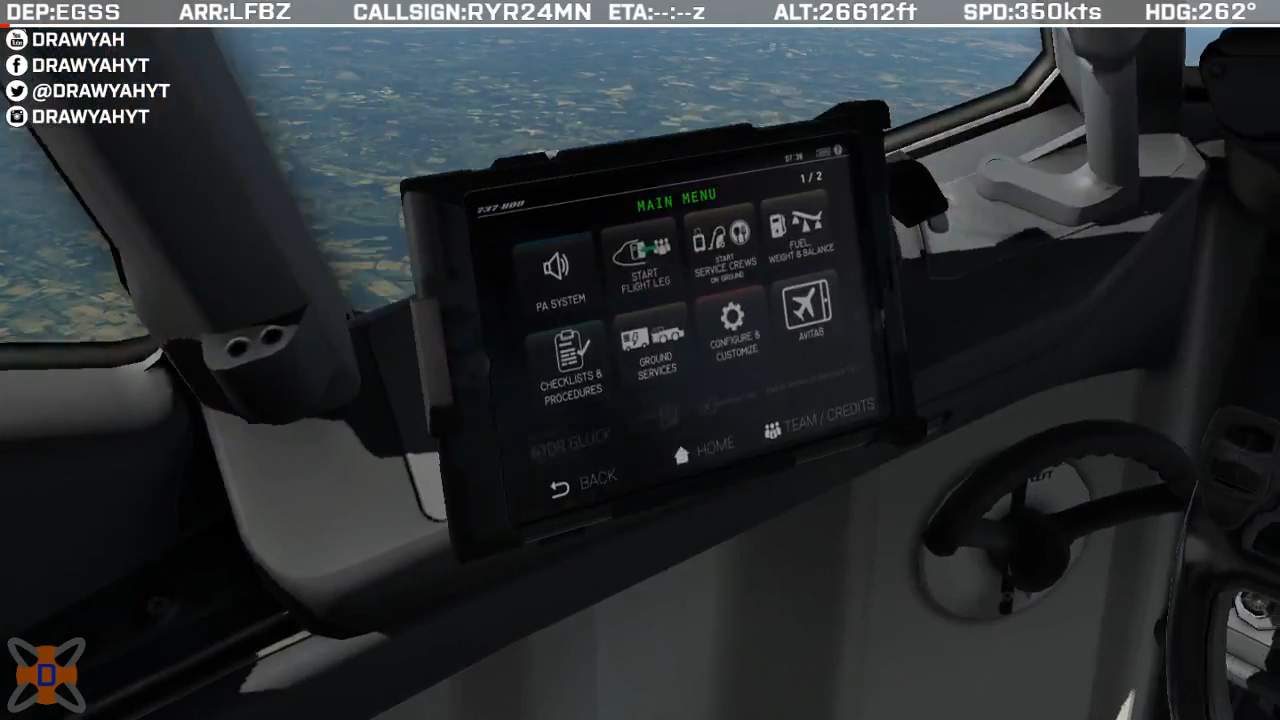 DEP:EGSS ARR:LFBZ CALLSIGN:RYR24MN ETA:--:--z ALT:26612ft SPD:350kts HDG:262°
DRAWYAH
DRAWYAHYT
@DRAWYAHYT
DRAWYAHYT
07:36
737-800
MAIN MENU
1 / 2
PA SYSTEM
START
FLIGHT LEG
START
SERVICE CREWS
ON GROUND
FUEL,
WEIGHT & BALANCE
CHECKLISTS &
PROCEDURES
GROUND
SERVICES
CONFIGURE &
CUSTOMIZE
AVITAB
BACK
HOME
TEAM / CREDITS
D